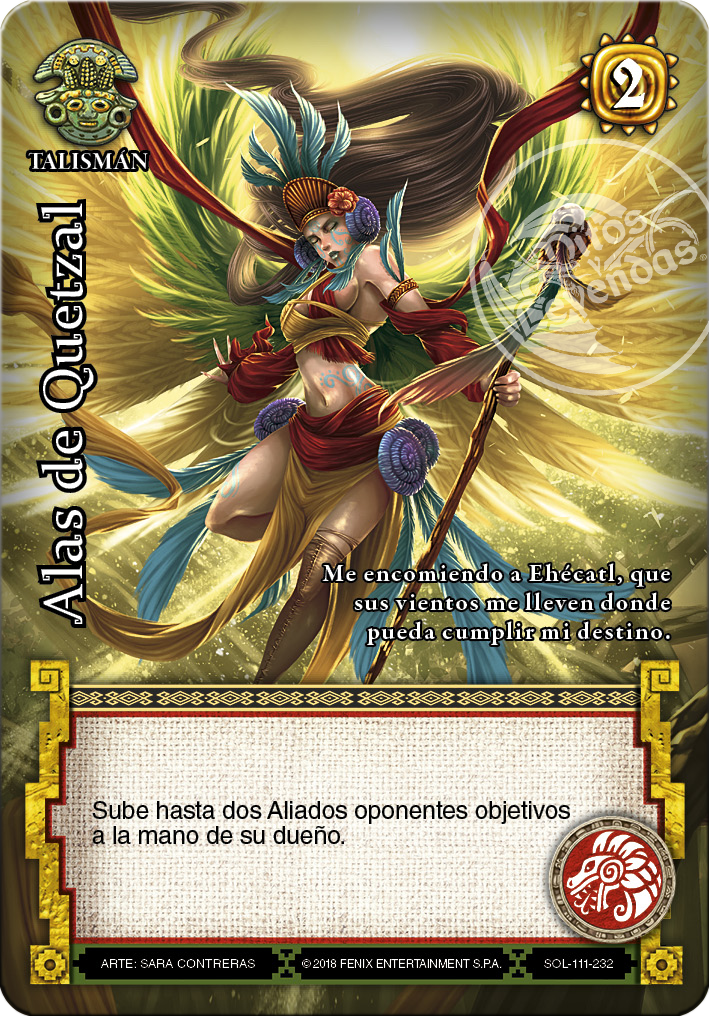 TALISMÁN
2
Mitos
y
Leyendas
Alas de Quetzal
Me encomiendo a Ehécatl, que
sus vientos me lleven donde
pueda cumplir mi destino.
Sube hasta dos Aliados oponentes objetivos
a la mano de su dueño.
ARTE: SARA CONTRERAS
©2018 FENIX ENTERTAINMENT S.P.A.
SOL-111-232